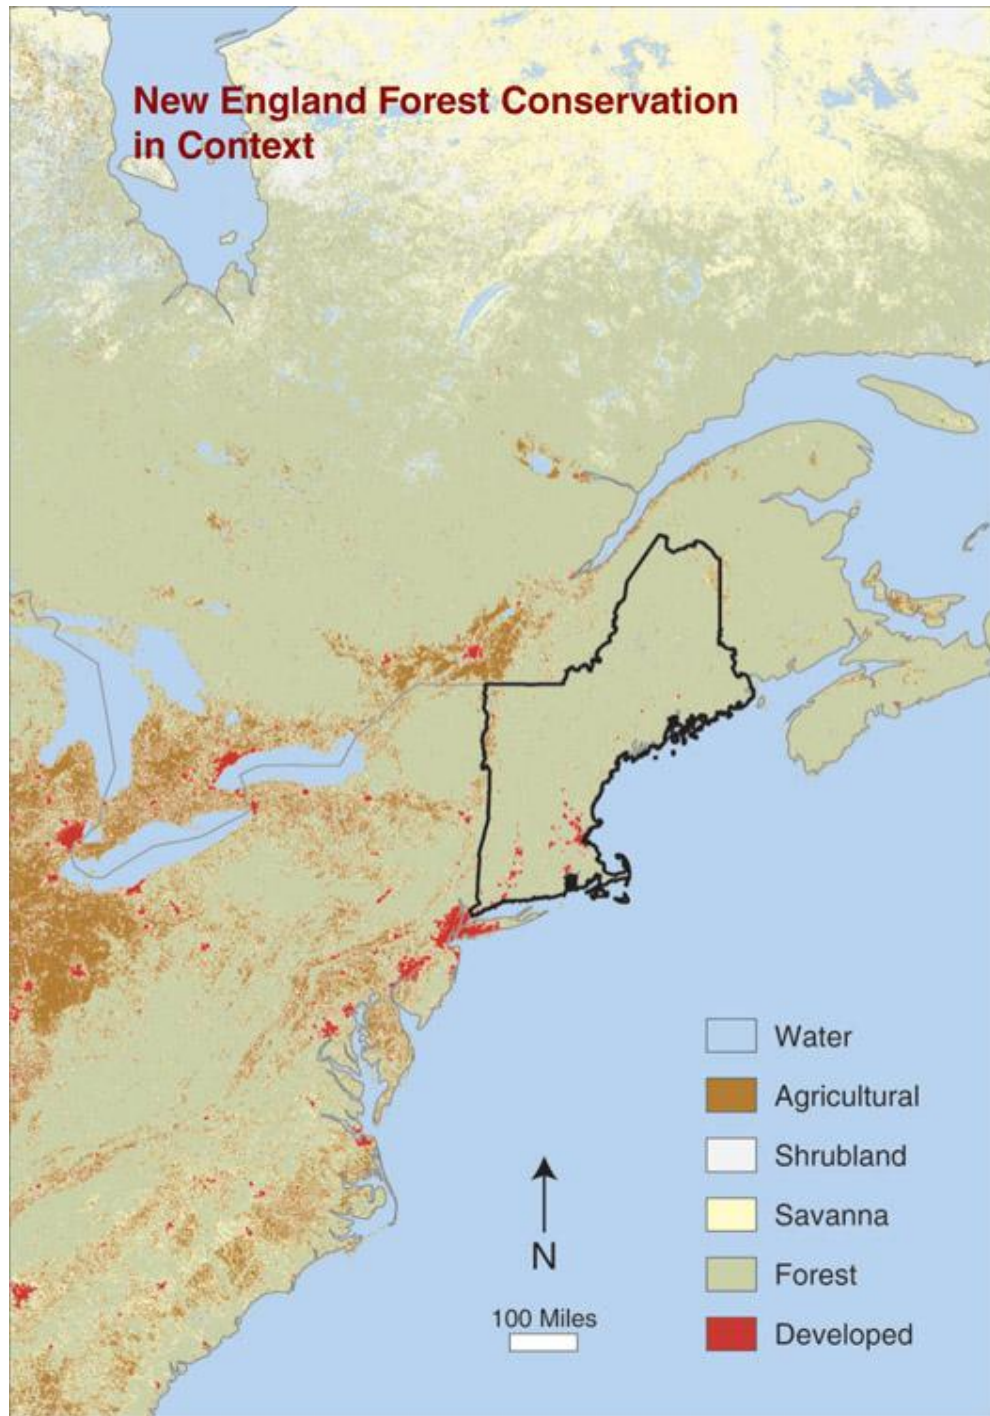 New England Forest Conservation
in Context
Water
Agricultural
Shrubland
Savanna
Forest
Developed
N
100 Miles